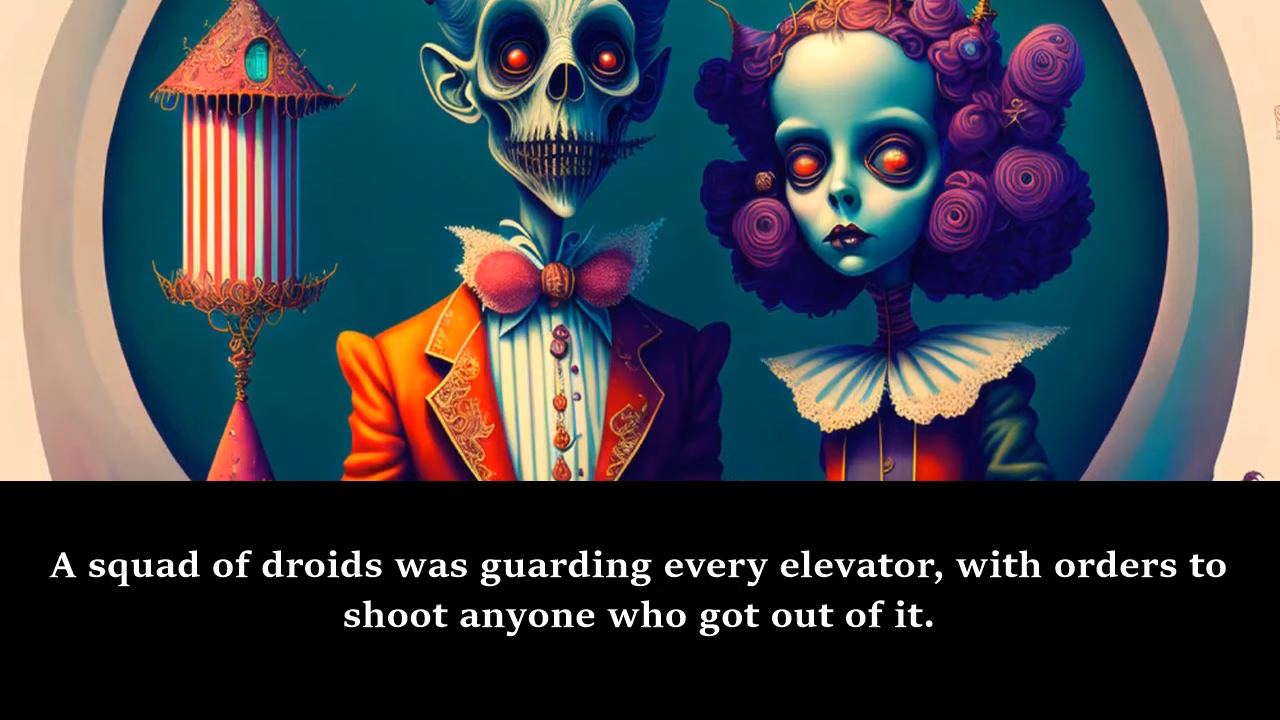 A squad of droids was guarding every elevator, with orders to
shoot anyone who got out of it.